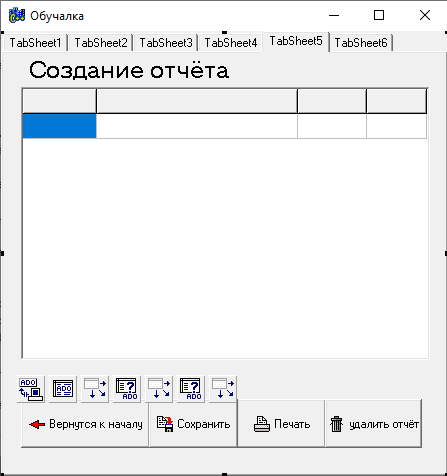 Обучалка
TabSheet1 TabSheet2 TabSheet3 TabSheet4 TabSheet5 TabSheet6
Создание отчёта
ADO ADO ADO ADO
Вернутся к началу Сохранить Печать удалить отчёт